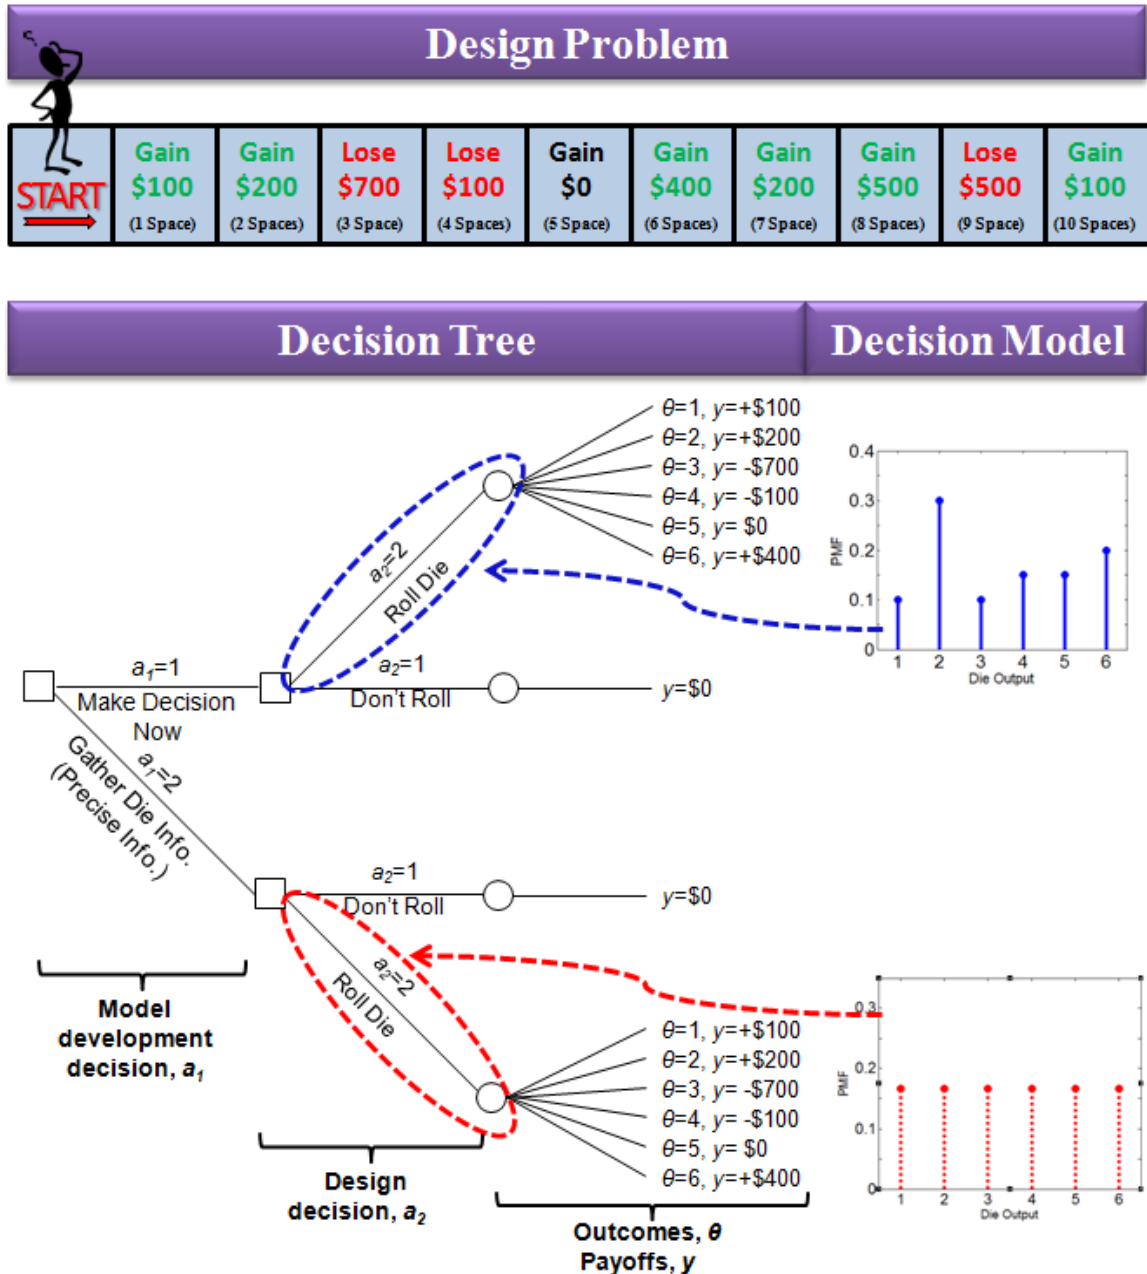 Design Problem
START
Gain $100 (1 Space)
Gain $200 (2 Spaces)
Lose $700 (3 Space)
Lose $100 (4 Spaces)
Gain $0 (5 Space)
Gain $400 (6 Spaces)
Gain $200 (7 Spaces)
Gain $500 (8 Spaces)
Lose $500 (9 Space)
Gain $100 (10 Spaces)
Decision Tree
Decision Model
θ=1, y=+$100
θ=2, y=+$200
θ=3, y= -$700
θ=4, y= -$100
θ=5, y= $0
θ=6, y=+$400
a2=2
Roll Die
0.4
0.3
0.2
0.1
0
PMF
1 2 3 4 5 6
Die Output
a1=1
Make Decision
Now
a2=1
Don't Roll
y=$0
a1=2
Gather Die Info.
(Precise Info.)
a2=1
Don't Roll
y=$0
a2=2
Roll Die
Model
development
decision, a1
θ=1, y=+$100
θ=2, y=+$200
θ=3, y= -$700
θ=4, y= -$100
θ=5, y= $0
θ=6, y=+$400
0.3
0.2
0.1
0
PMF
1 2 3 4 5 6
Die Output
Design
decision, a2
Outcomes, θ
Payoffs, y